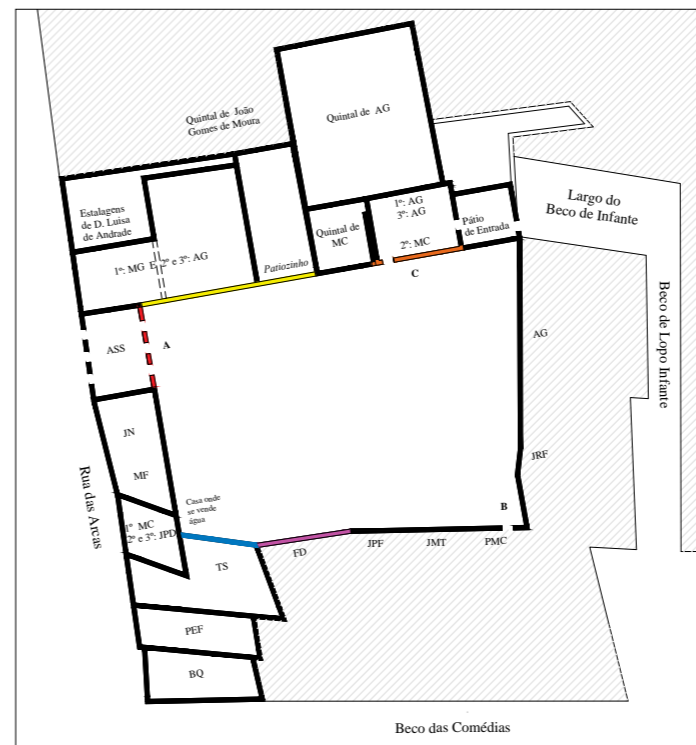 Quintal de João
Gomes de Moura
Quintal de AG
Largo do
Beco de Infante
Estalagens
de D. Luisa
de Andrade
1º: AG
3º: AG
2º: MC
Quintal de
MC
Pátio
de Entrada
1º: MG E 2º e 3º: AG
Patiozinho
C
Beco de Lopo Infante
ASS
A
AG
JN
MF
JRF
Rua das Arcas
Casa onde
se vende
água
B
1º MC
2º e 3º: JPD
TS
FD
JPF
JMT
PMC
PEF
BQ
Beco das Comédias